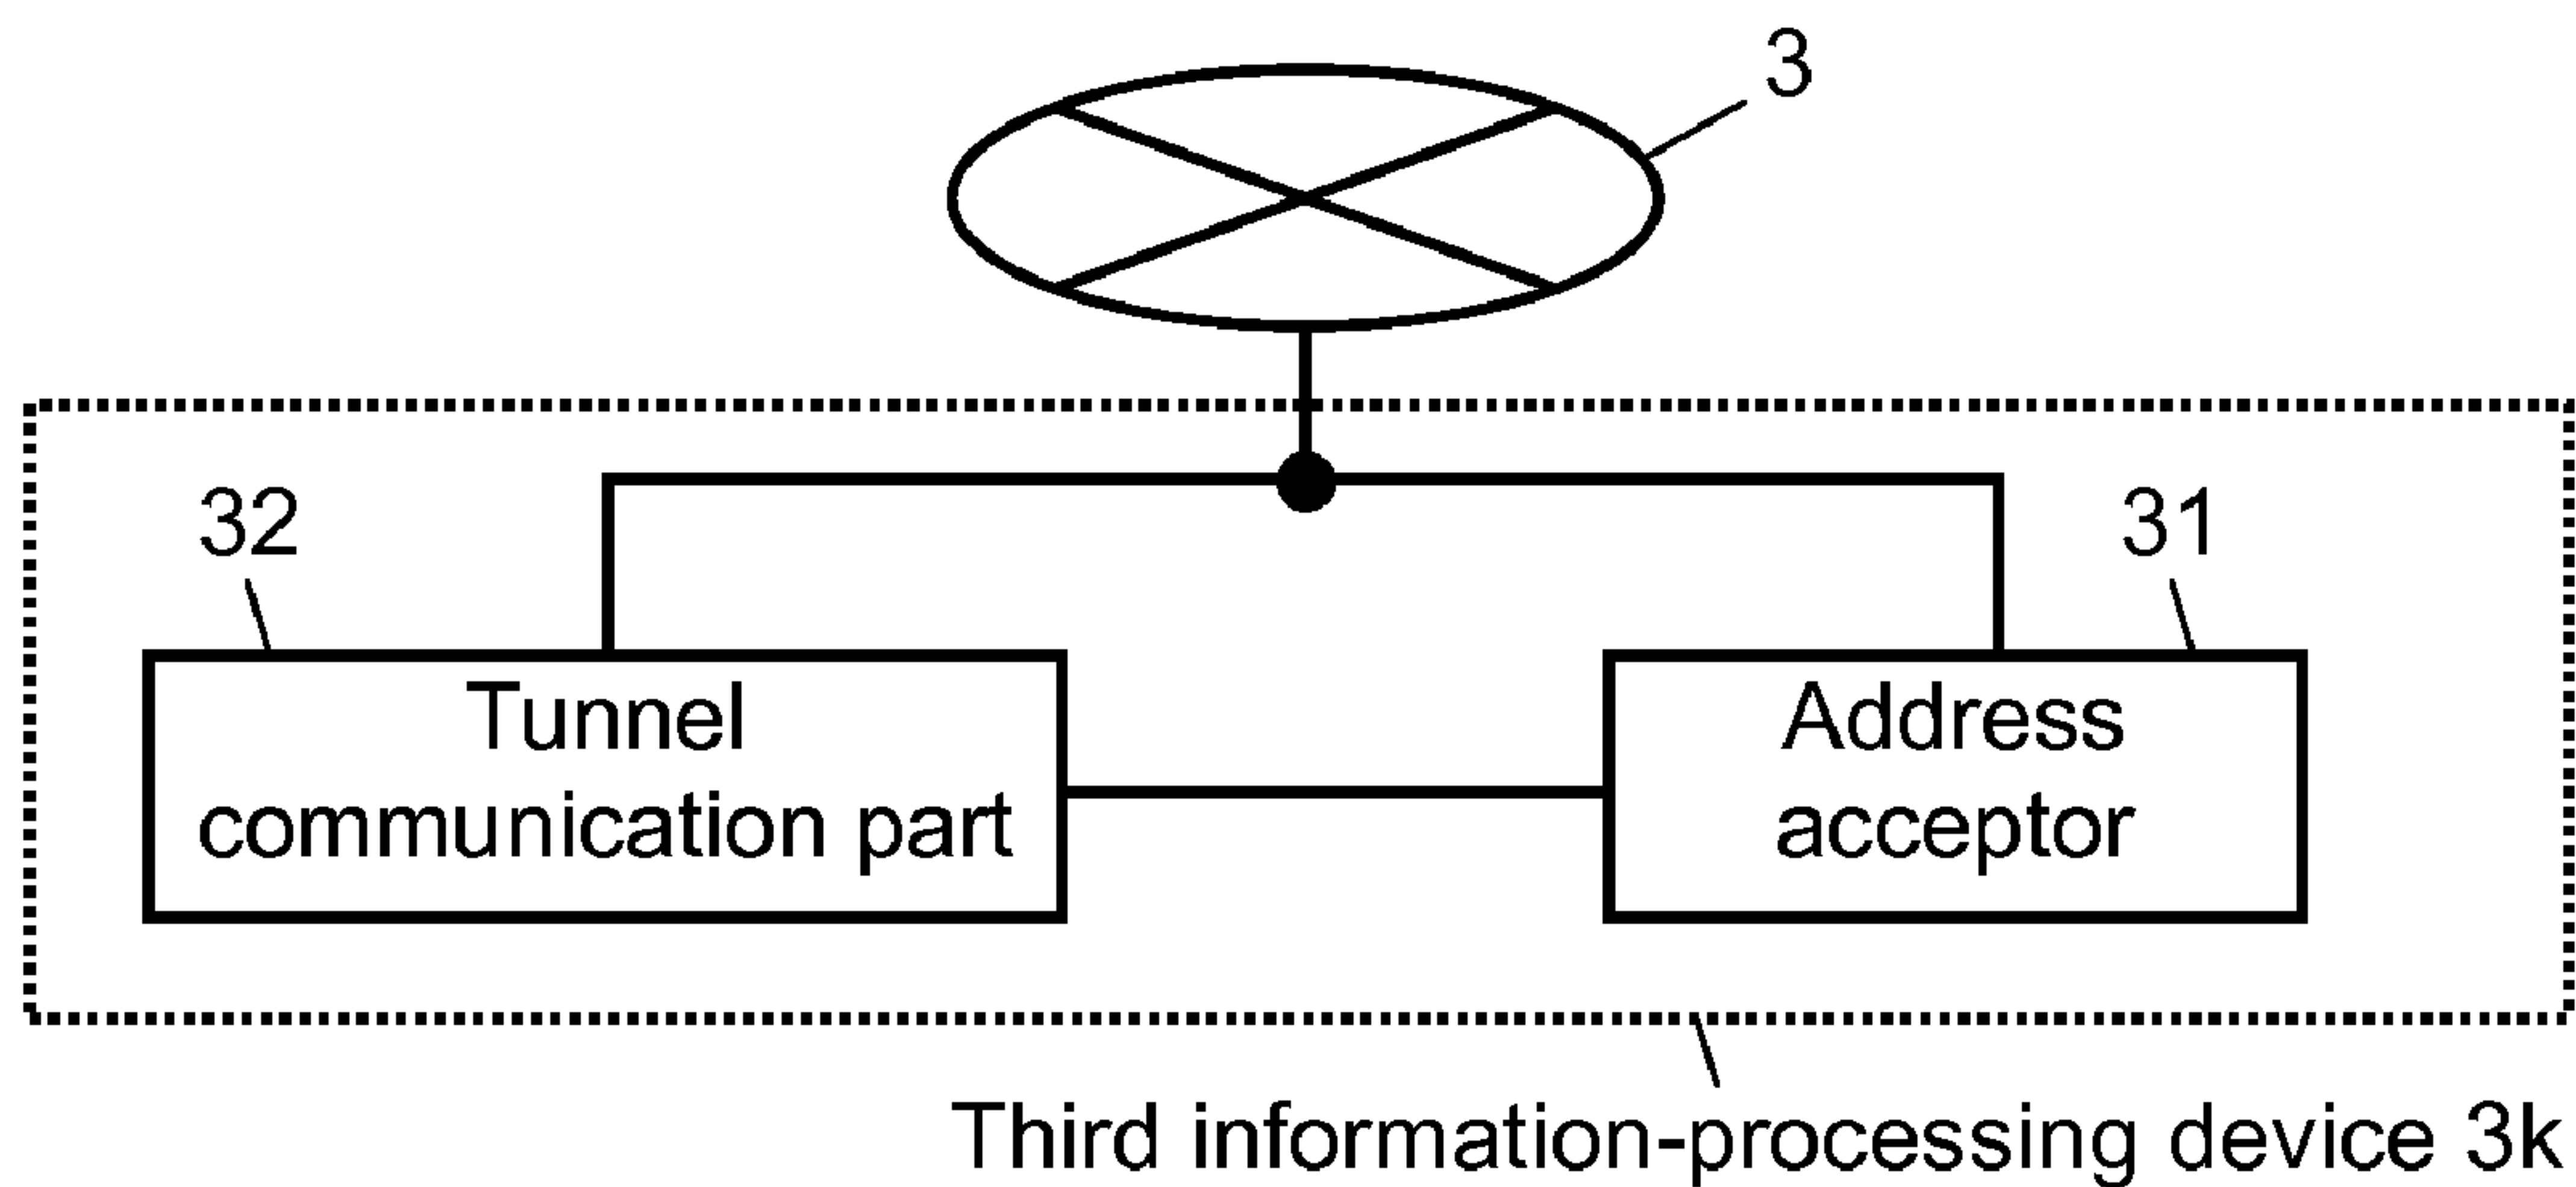 3
32
31
Tunnel
communication part
Address
acceptor
Third information-processing device 3k